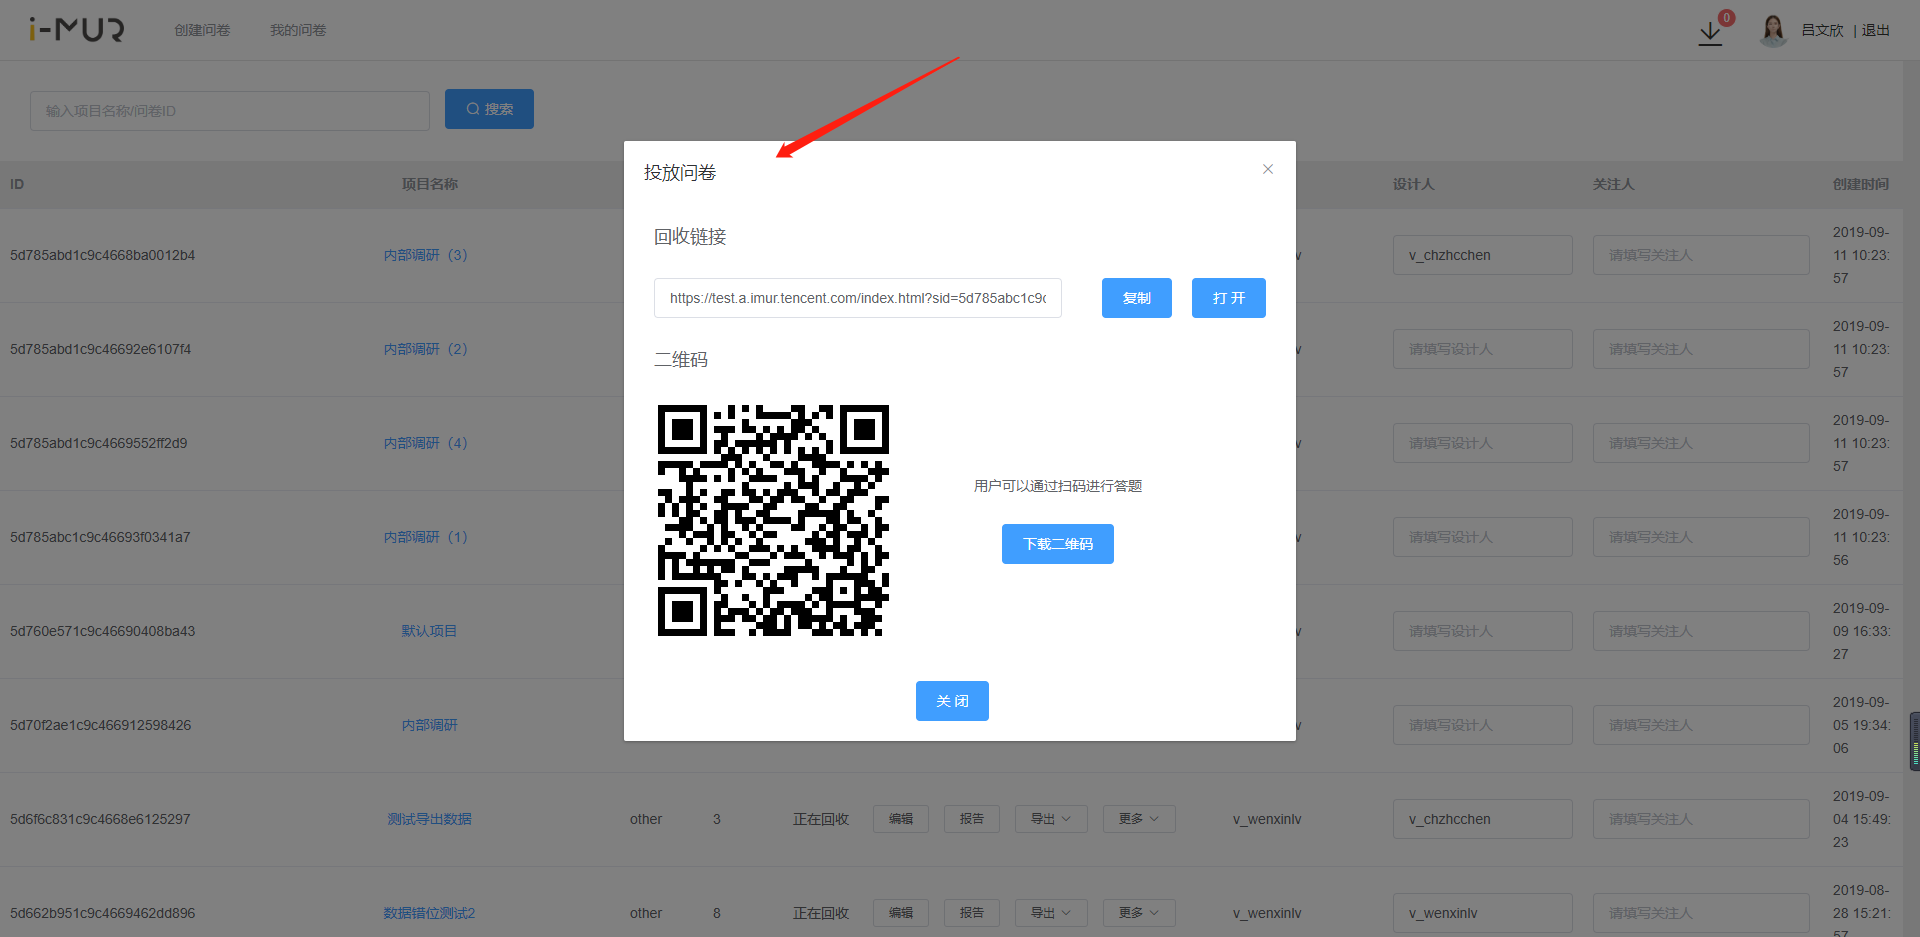 i-MUR 创建问卷 我的问卷 0 吕文欣 | 退出
输入项目名称/问卷ID 搜索
ID 项目名称 设计人 关注人 创建时间
5d785abd1c9c4668ba0012b4 内部调研（3） v v_chzhcchen 请填写关注人 2019-09-
11 10:23:
57
5d785abd1c9c46692e6107f4 内部调研（2） v 请填写设计人 请填写关注人 2019-09-
11 10:23:
57
5d785abd1c9c4669552ff2d9 内部调研（4） v 请填写设计人 请填写关注人 2019-09-
11 10:23:
57
5d785abc1c9c46693f0341a7 内部调研（1） v 请填写设计人 请填写关注人 2019-09-
11 10:23:
56
5d760e571c9c46690408ba43 默认项目 v 请填写设计人 请填写关注人 2019-09-
09 16:33:
27
5d70f2ae1c9c466912598426 内部调研 v 请填写设计人 请填写关注人 2019-09-
05 19:34:
06
5d6f6c831c9c4668e6125297 测试导出数据 other 3 正在回收 编辑 报告 导出 更多 v_wenxinlv v_chzhcchen 请填写关注人 2019-09-
04 15:49:
23
5d662b951c9c4669462dd896 数据错位测试2 other 8 正在回收 编辑 报告 导出 更多 v_wenxinlv v_wenxinlv 请填写关注人 2019-08-
28 15:21:
57
投放问卷
回收链接
https://test.a.imur.tencent.com/index.html?sid=5d785abc1c9c 复制 打 开
二维码
用户可以通过扫码进行答题
下载二维码
关 闭